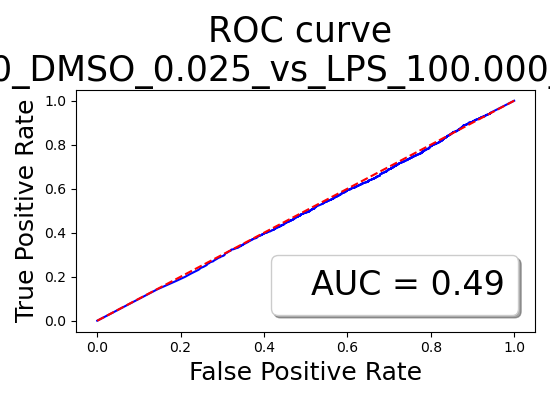 ROC curve
0_DMSO_0.025_vs_LPS_100.000_
1.0
0.8
0.6
0.4
0.2
0.0
True Positive Rate
AUC = 0.49
0.0 0.2 0.4 0.6 0.8 1.0
False Positive Rate